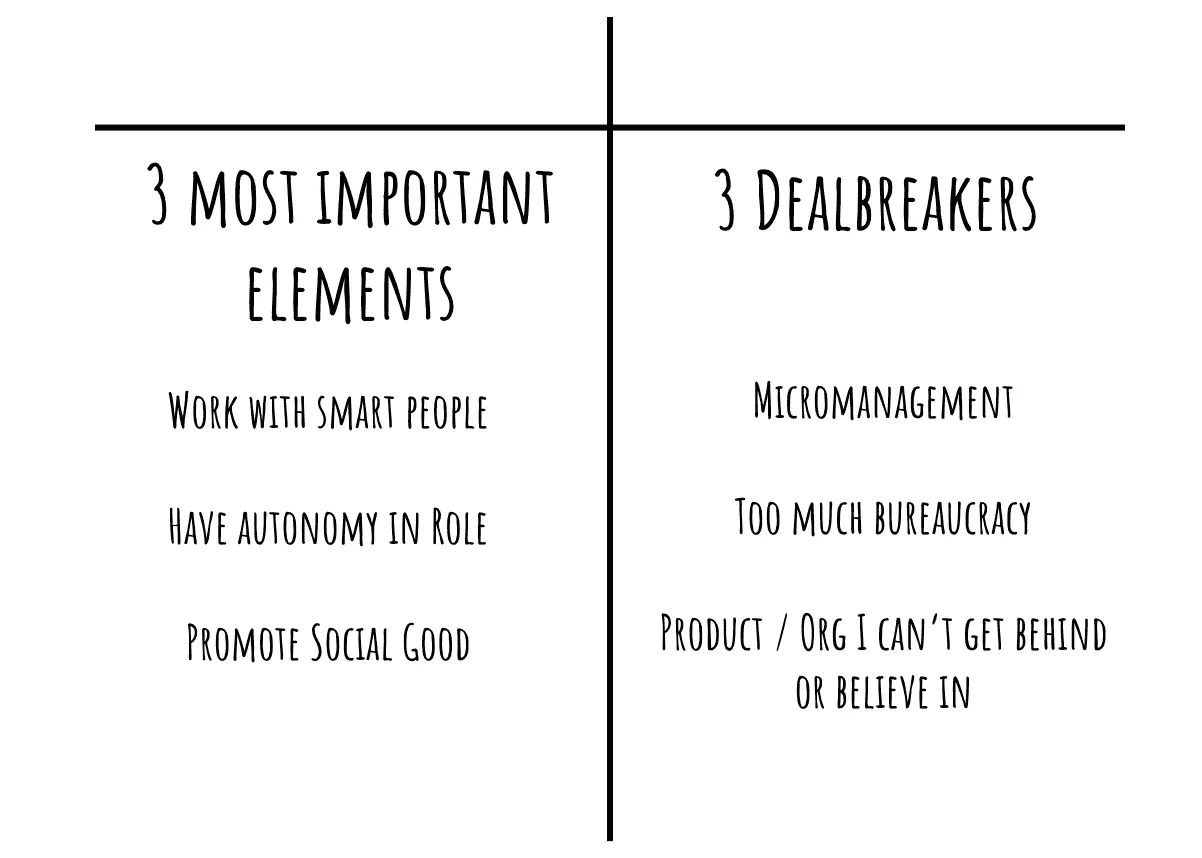 3 most important
elements
Work with smart people
Have autonomy in Role
Promote Social Good
3 Dealbreakers
Micromanagement
Too much bureaucracy
Product / Org I can't get behind
or believe in